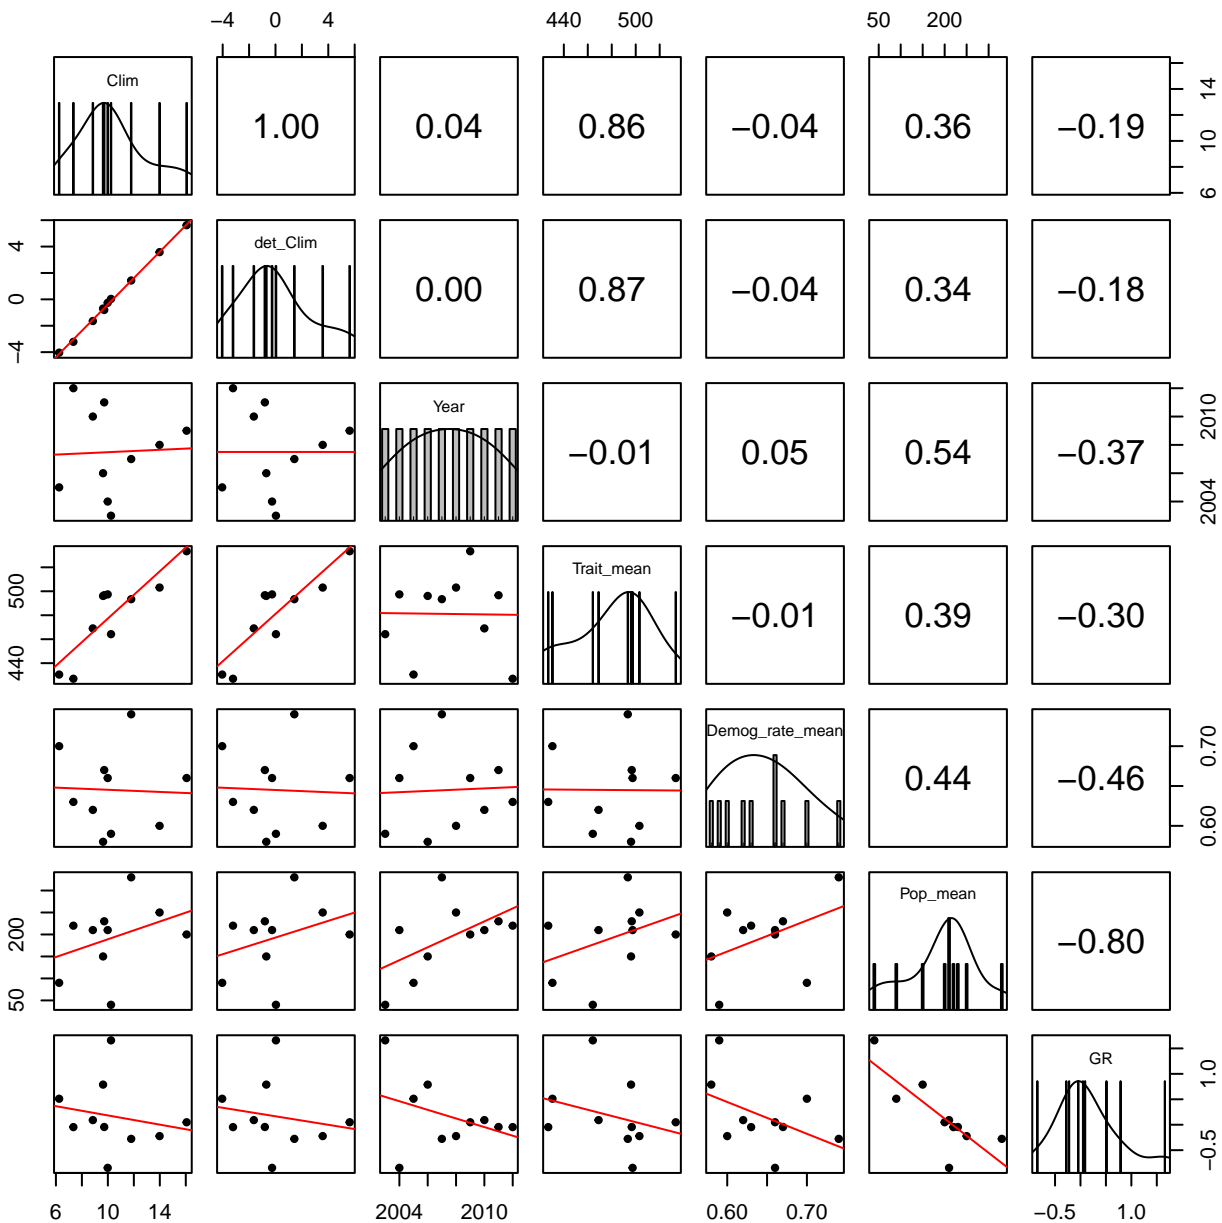 −4 0 4 440 500 50 200
Clim 1.00 0.04 0.86 −0.04 0.36 −0.19 6 10 14
−4 0 4 det_Clim 0.00 0.87 −0.04 0.34 −0.18
Year −0.01 0.05 0.54 −0.37 2004 2010
440 500 Trait_mean −0.01 0.39 −0.30
Demog_rate_mean 0.44 −0.46 0.60 0.70
50 200 Pop_mean −0.80
GR −0.5 1.0
6 10 14 2004 2010 0.60 0.70 −0.5 1.0